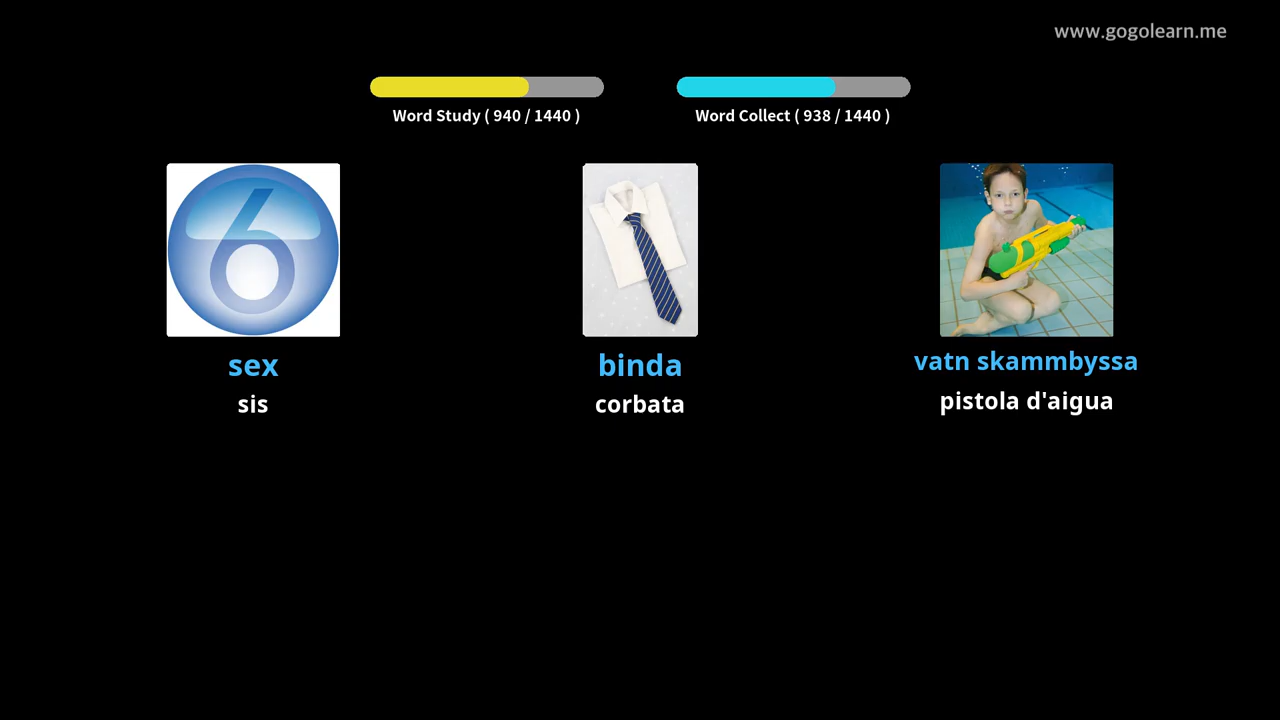 www.gogolearn.me
Word Study ( 940 / 1440 )
Word Collect ( 938 / 1440 )
6
sex
sis
binda
corbata
vatn skammbyssa
pistola d'aigua